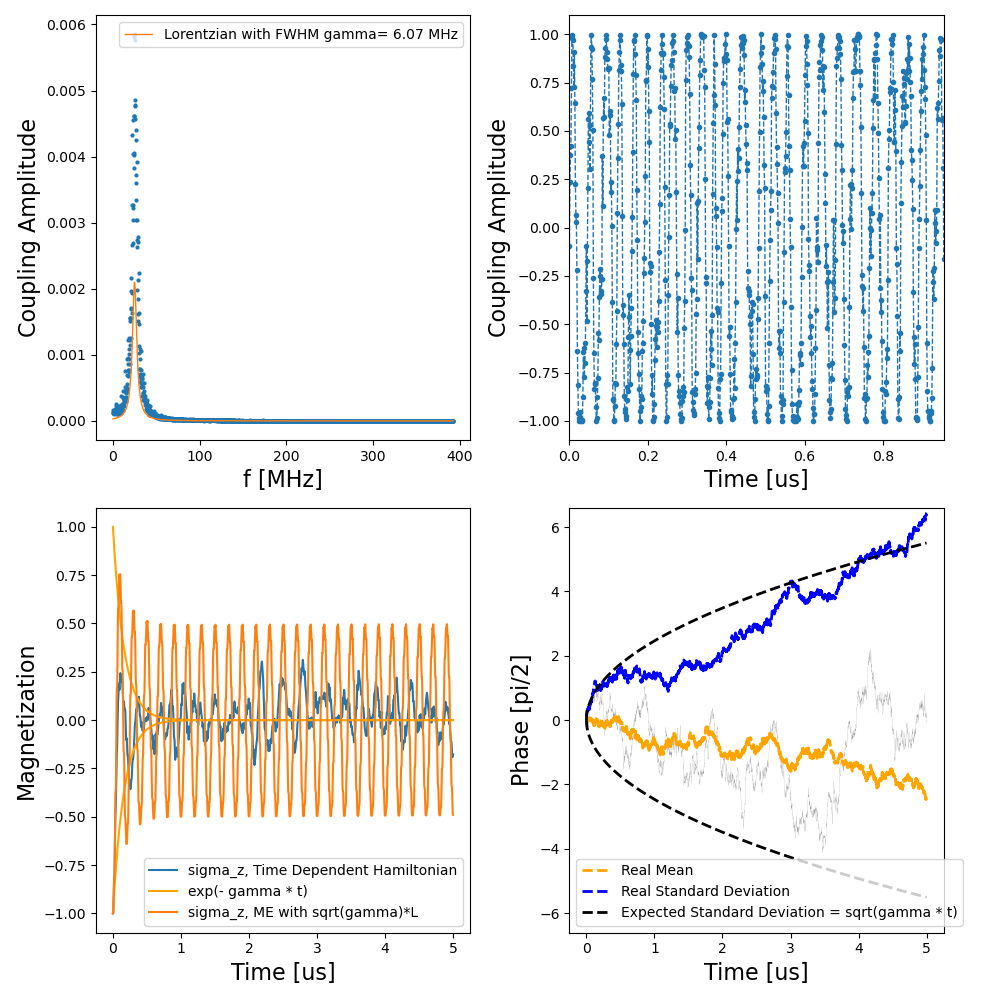 0.006
0.005
0.004
0.003
0.002
0.001
0.000
Coupling Amplitude
Lorentzian with FWHM gamma= 6.07 MHz
0 100 200 300 400
f [MHz]
1.00
0.75
0.50
0.25
0.00
−0.25
−0.50
−0.75
−1.00
Coupling Amplitude
0.0 0.2 0.4 0.6 0.8
Time [us]
1.00
0.75
0.50
0.25
0.00
−0.25
−0.50
−0.75
−1.00
Magnetization
sigma_z, Time Dependent Hamiltonian
exp(- gamma * t)
sigma_z, ME with sqrt(gamma)*L
0 1 2 3 4 5
Time [us]
6
4
2
0
−2
−4
−6
Phase [pi/2]
Real Mean
Real Standard Deviation
Expected Standard Deviation = sqrt(gamma * t)
0 1 2 3 4 5
Time [us]